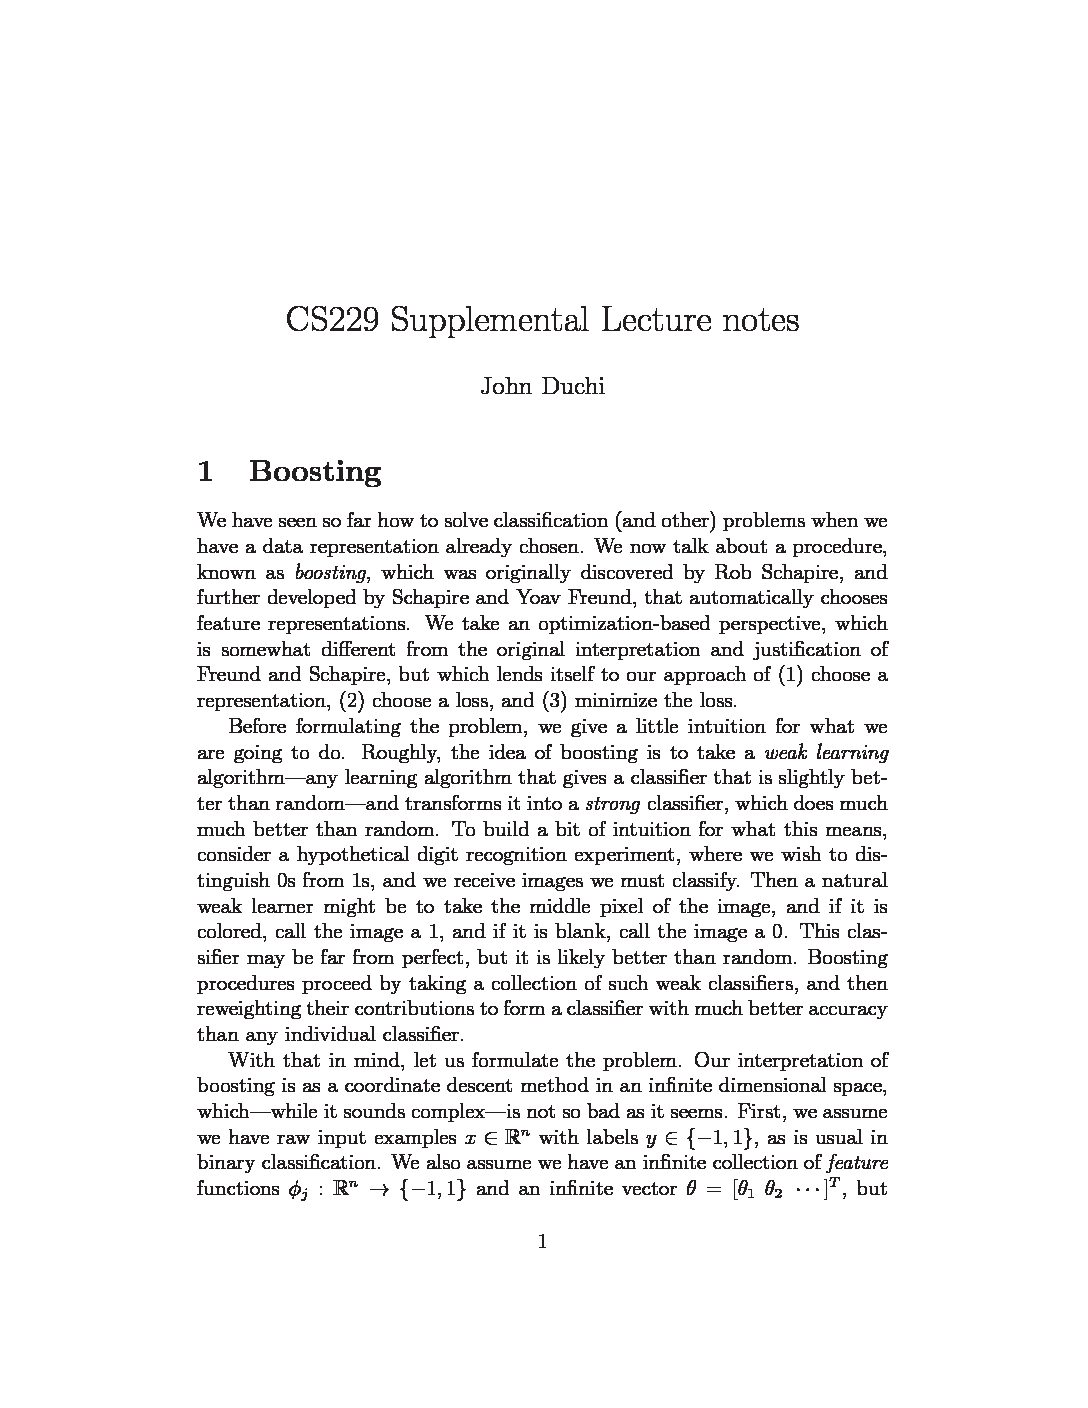 CS229 Supplemental Lecture notes
John Duchi
1 Boosting
We have seen so far how to solve classification (and other) problems when we
have a data representation already chosen. We now talk about a procedure,
known as boosting, which was originally discovered by Rob Schapire, and
further developed by Schapire and Yoav Freund, that automatically chooses
feature representations. We take an optimization-based perspective, which
is somewhat different from the original interpretation and justification of
Freund and Schapire, but which lends itself to our approach of (1) choose a
representation, (2) choose a loss, and (3) minimize the loss.
Before formulating the problem, we give a little intuition for what we
are going to do. Roughly, the idea of boosting is to take a weak learning
algorithm—any learning algorithm that gives a classifier that is slightly bet-
ter than random—and transforms it into a strong classifier, which does much
much better than random. To build a bit of intuition for what this means,
consider a hypothetical digit recognition experiment, where we wish to dis-
tinguish 0s from 1s, and we receive images we must classify. Then a natural
weak learner might be to take the middle pixel of the image, and if it is
colored, call the image a 1, and if it is blank, call the image a 0. This clas-
sifier may be far from perfect, but it is likely better than random. Boosting
procedures proceed by taking a collection of such weak classifiers, and then
reweighting their contributions to form a classifier with much better accuracy
than any individual classifier.
With that in mind, let us formulate the problem. Our interpretation of
boosting is as a coordinate descent method in an infinite dimensional space,
which—while it sounds complex—is not so bad as it seems. First, we assume
we have raw input examples x ∈ ℝⁿ with labels y ∈ {−1, 1}, as is usual in
binary classification. We also assume we have an infinite collection of feature
functions ϕⱼ : ℝⁿ → {−1, 1} and an infinite vector θ = [θ₁ θ₂ ⋯]ᵀ, but
1